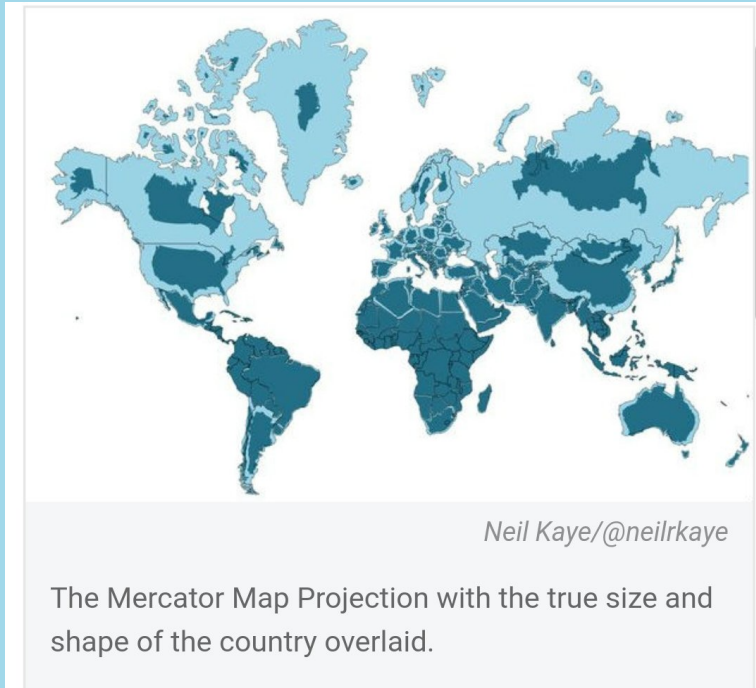 Neil Kaye/@neilrkaye
The Mercator Map Projection with the true size and
shape of the country overlaid.